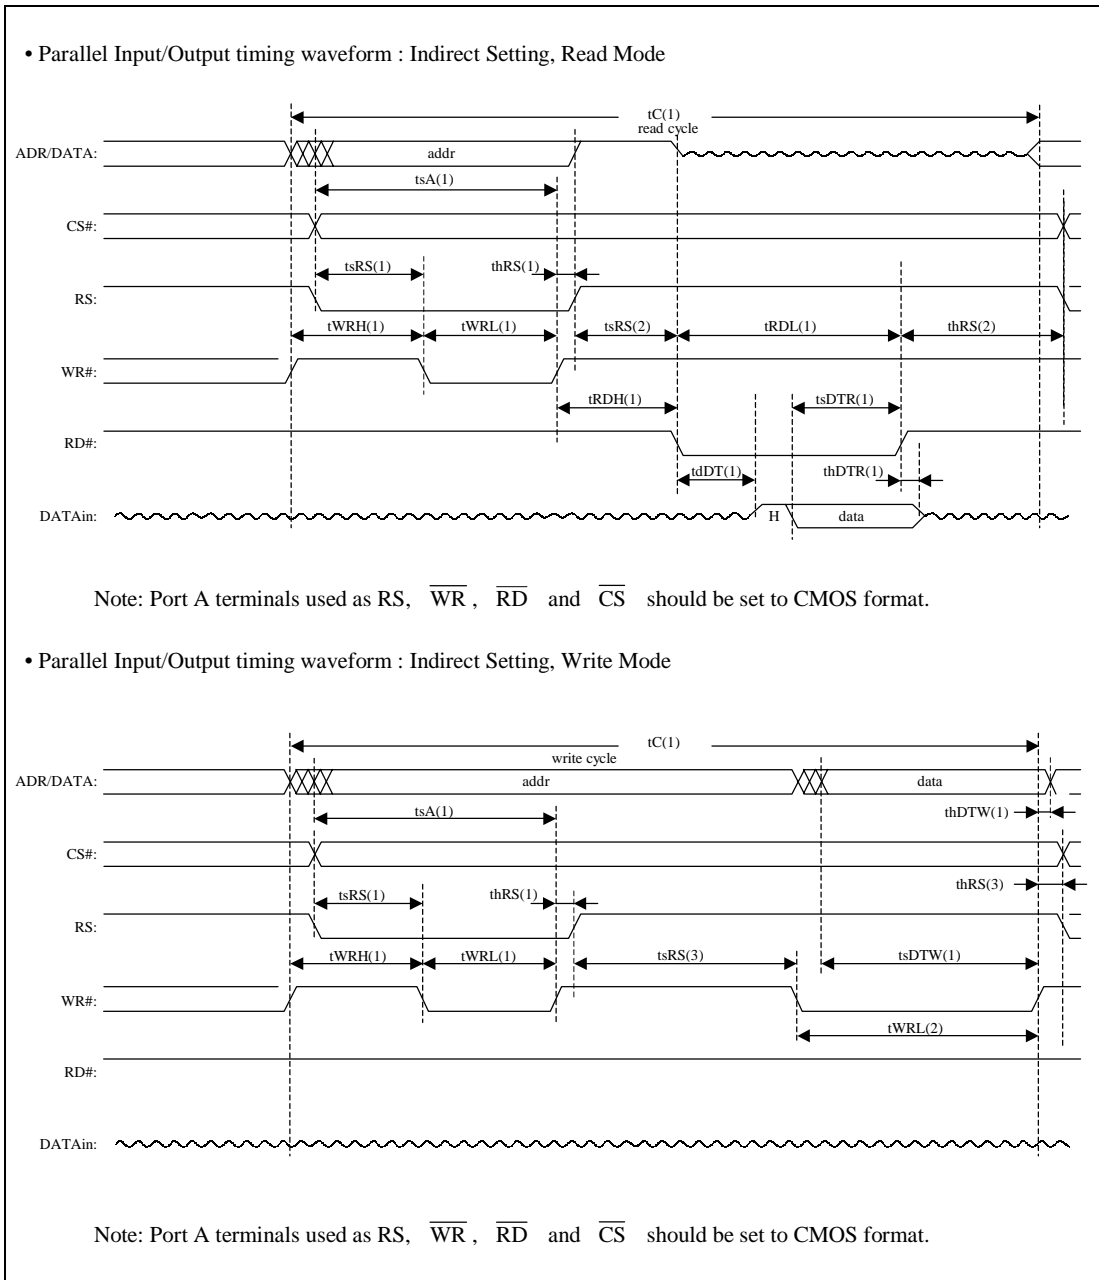 • Parallel Input/Output timing waveform : Indirect Setting, Read Mode
tC(1)
read cycle
ADR/DATA:
addr
tsA(1)
CS#:
tsRS(1)
thRS(1)
RS:
tWRH(1)
tWRL(1)
tsRS(2)
tRDL(1)
thRS(2)
WR#:
tRDH(1)
tsDTR(1)
RD#:
tdDT(1)
thDTR(1)
DATAin:
H
data
Note: Port A terminals used as RS, W̅R̅ , R̅D̅ and C̅S̅ should be set to CMOS format.
• Parallel Input/Output timing waveform : Indirect Setting, Write Mode
tC(1)
write cycle
ADR/DATA:
addr
data
tsA(1)
thDTW(1)
CS#:
tsRS(1)
thRS(1)
thRS(3)
RS:
tWRH(1)
tWRL(1)
tsRS(3)
tsDTW(1)
WR#:
tWRL(2)
RD#:
DATAin:
Note: Port A terminals used as RS, W̅R̅ , R̅D̅ and C̅S̅ should be set to CMOS format.